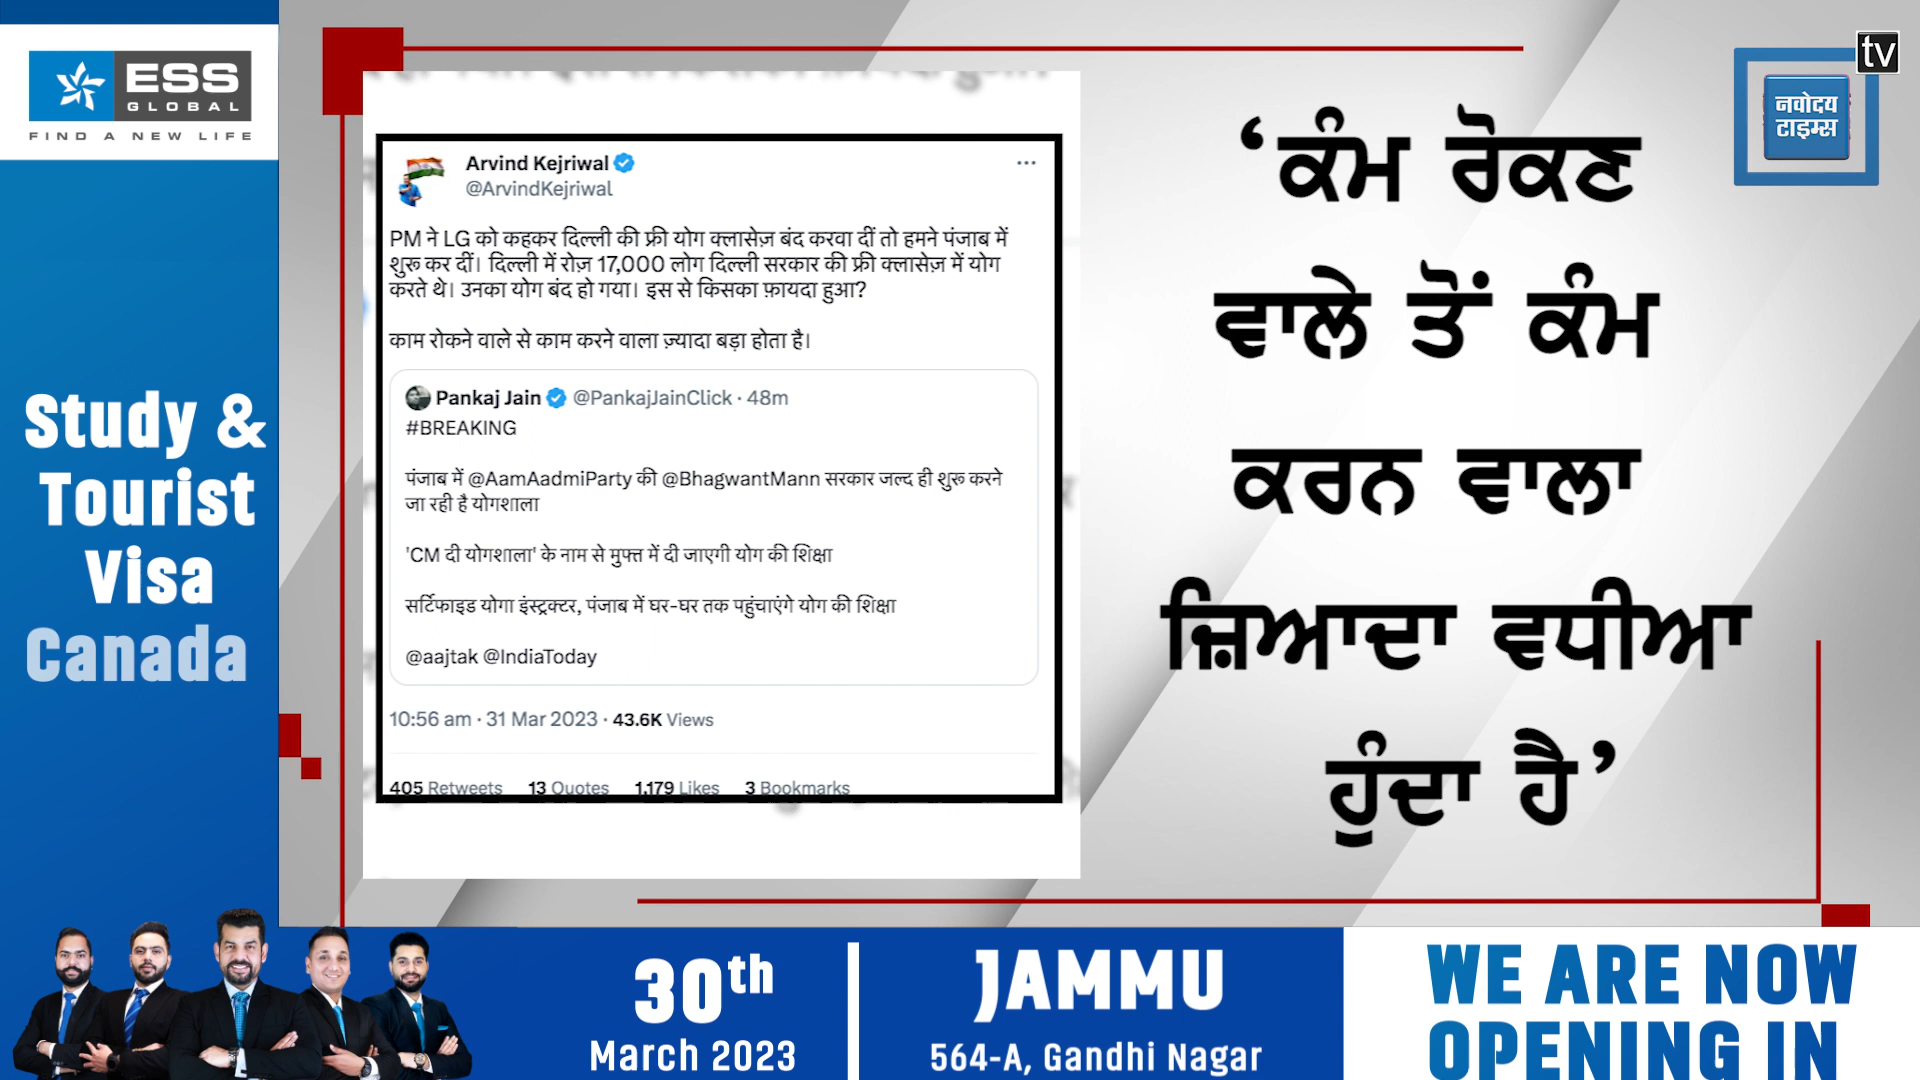 ESS
GLOBAL
FIND A NEW LIFE
Study &
Tourist
Visa
Canada
Arvind Kejriwal
@ArvindKejriwal
PM ने LG को कहकर दिल्ली की फ्री योग क्लासेज़ बंद करवा दीं तो हमने पंजाब में
शुरू कर दीं। दिल्ली में रोज़ 17,000 लोग दिल्ली सरकार की फ्री क्लासेज़ में योग
करते थे। उनका योग बंद हो गया। इस से किसका फ़ायदा हुआ?
काम रोकने वाले से काम करने वाला ज़्यादा बड़ा होता है।
Pankaj Jain @PankajJainClick · 48m
#BREAKING
पंजाब में @AamAadmiParty की @BhagwantMann सरकार जल्द ही शुरू करने
जा रही है योगशाला
'CM दी योगशाला' के नाम से मुफ्त में दी जाएगी योग की शिक्षा
सर्टिफाइड योगा इंस्ट्रक्टर, पंजाब में घर-घर तक पहुंचाएंगे योग की शिक्षा
@aajtak @IndiaToday
10:56 am · 31 Mar 2023 · 43.6K Views
405 Retweets 13 Quotes 1,179 Likes 3 Bookmarks
‘ਕੰਮ ਰੋਕਣ
ਵਾਲੇ ਤੋਂ ਕੰਮ
ਕਰਨ ਵਾਲਾ
ਜ਼ਿਆਦਾ ਵਧੀਆ
ਹੁੰਦਾ ਹੈ’
tv
नवोदय
टाइम्स
30th
March 2023
JAMMU
564-A, Gandhi Nagar
WE ARE NOW
OPENING IN